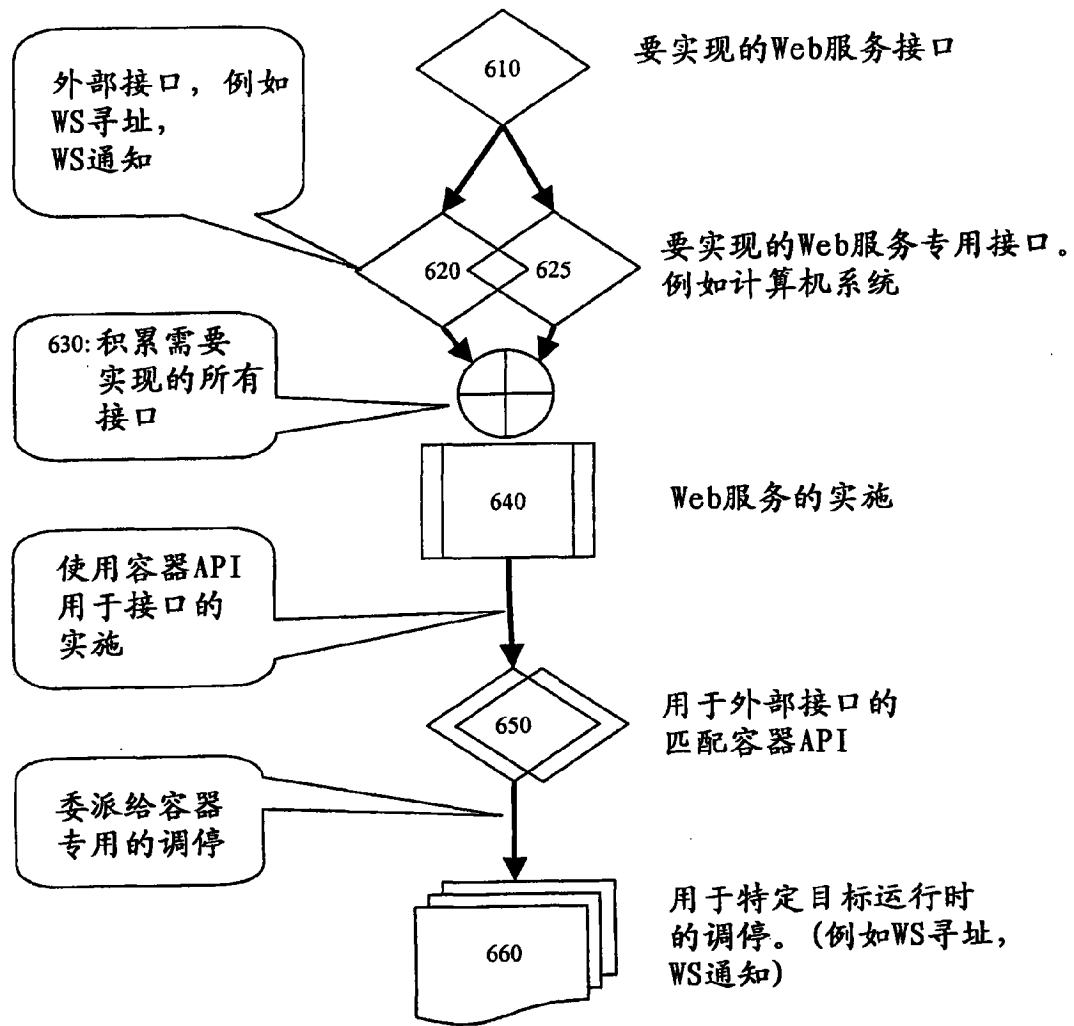 要实现的Web服务接口
610
外部接口，例如
WS寻址，
WS通知
620
625
要实现的Web服务专用接口。
例如计算机系统
630:积累需要
实现的所有
接口
640
Web服务的实施
使用容器API
用于接口的
实施
650
用于外部接口的
匹配容器API
委派给容器
专用的调停
660
用于特定目标运行时
的调停。(例如WS寻址，
WS通知)